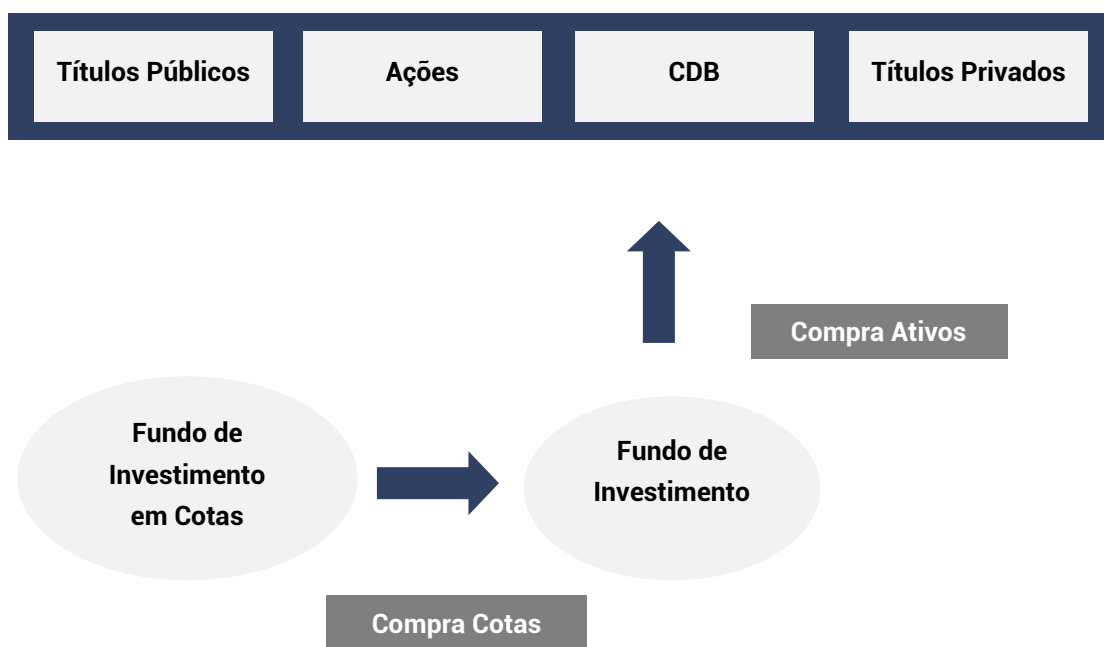 Títulos Públicos
Ações
CDB
Títulos Privados
Compra Ativos
Fundo de
Investimento
em Cotas
Fundo de
Investimento
Compra Cotas